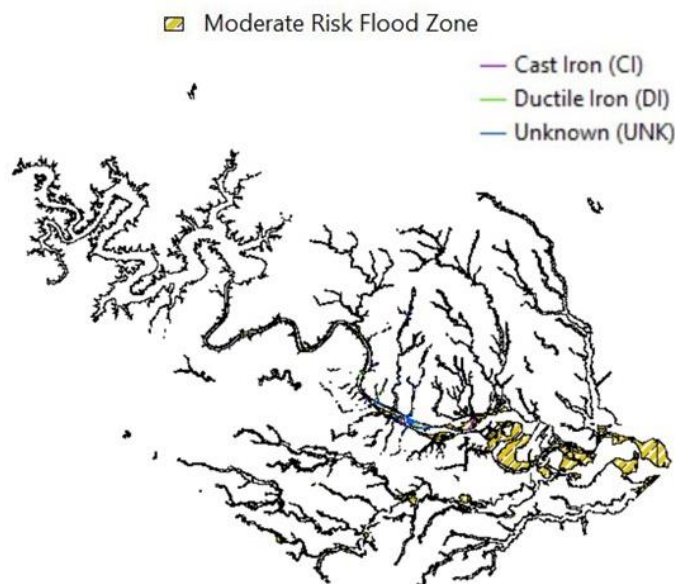 Moderate Risk Flood Zone
Cast Iron (CI)
Ductile Iron (DI)
Unknown (UNK)